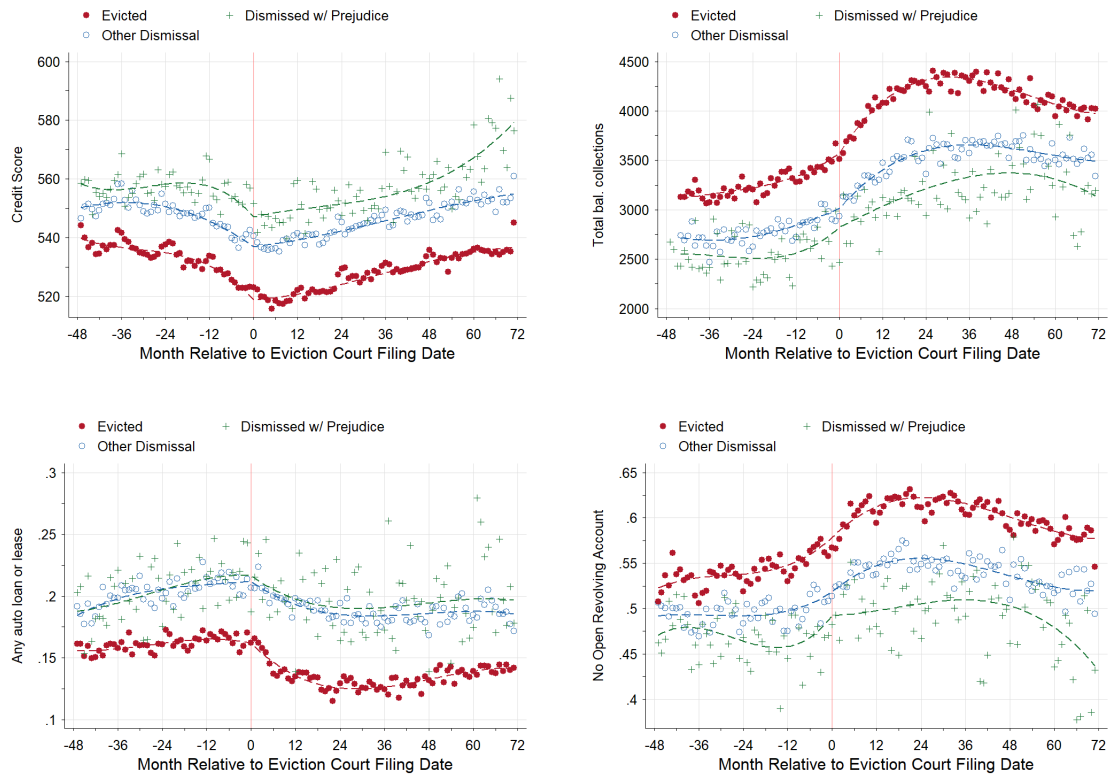 Evicted
Dismissed w/ Prejudice
Other Dismissal
Credit Score
600
580
560
540
520
-48 -36 -24 -12 0 12 24 36 48 60 72
Month Relative to Eviction Court Filing Date
Evicted
Dismissed w/ Prejudice
Other Dismissal
Total bal. collections
4500
4000
3500
3000
2500
2000
-48 -36 -24 -12 0 12 24 36 48 60 72
Month Relative to Eviction Court Filing Date
Evicted
Dismissed w/ Prejudice
Other Dismissal
Any auto loan or lease
.3
.25
.2
.15
.1
-48 -36 -24 -12 0 12 24 36 48 60 72
Month Relative to Eviction Court Filing Date
Evicted
Dismissed w/ Prejudice
Other Dismissal
No Open Revolving Account
.65
.6
.55
.5
.45
.4
-48 -36 -24 -12 0 12 24 36 48 60 72
Month Relative to Eviction Court Filing Date